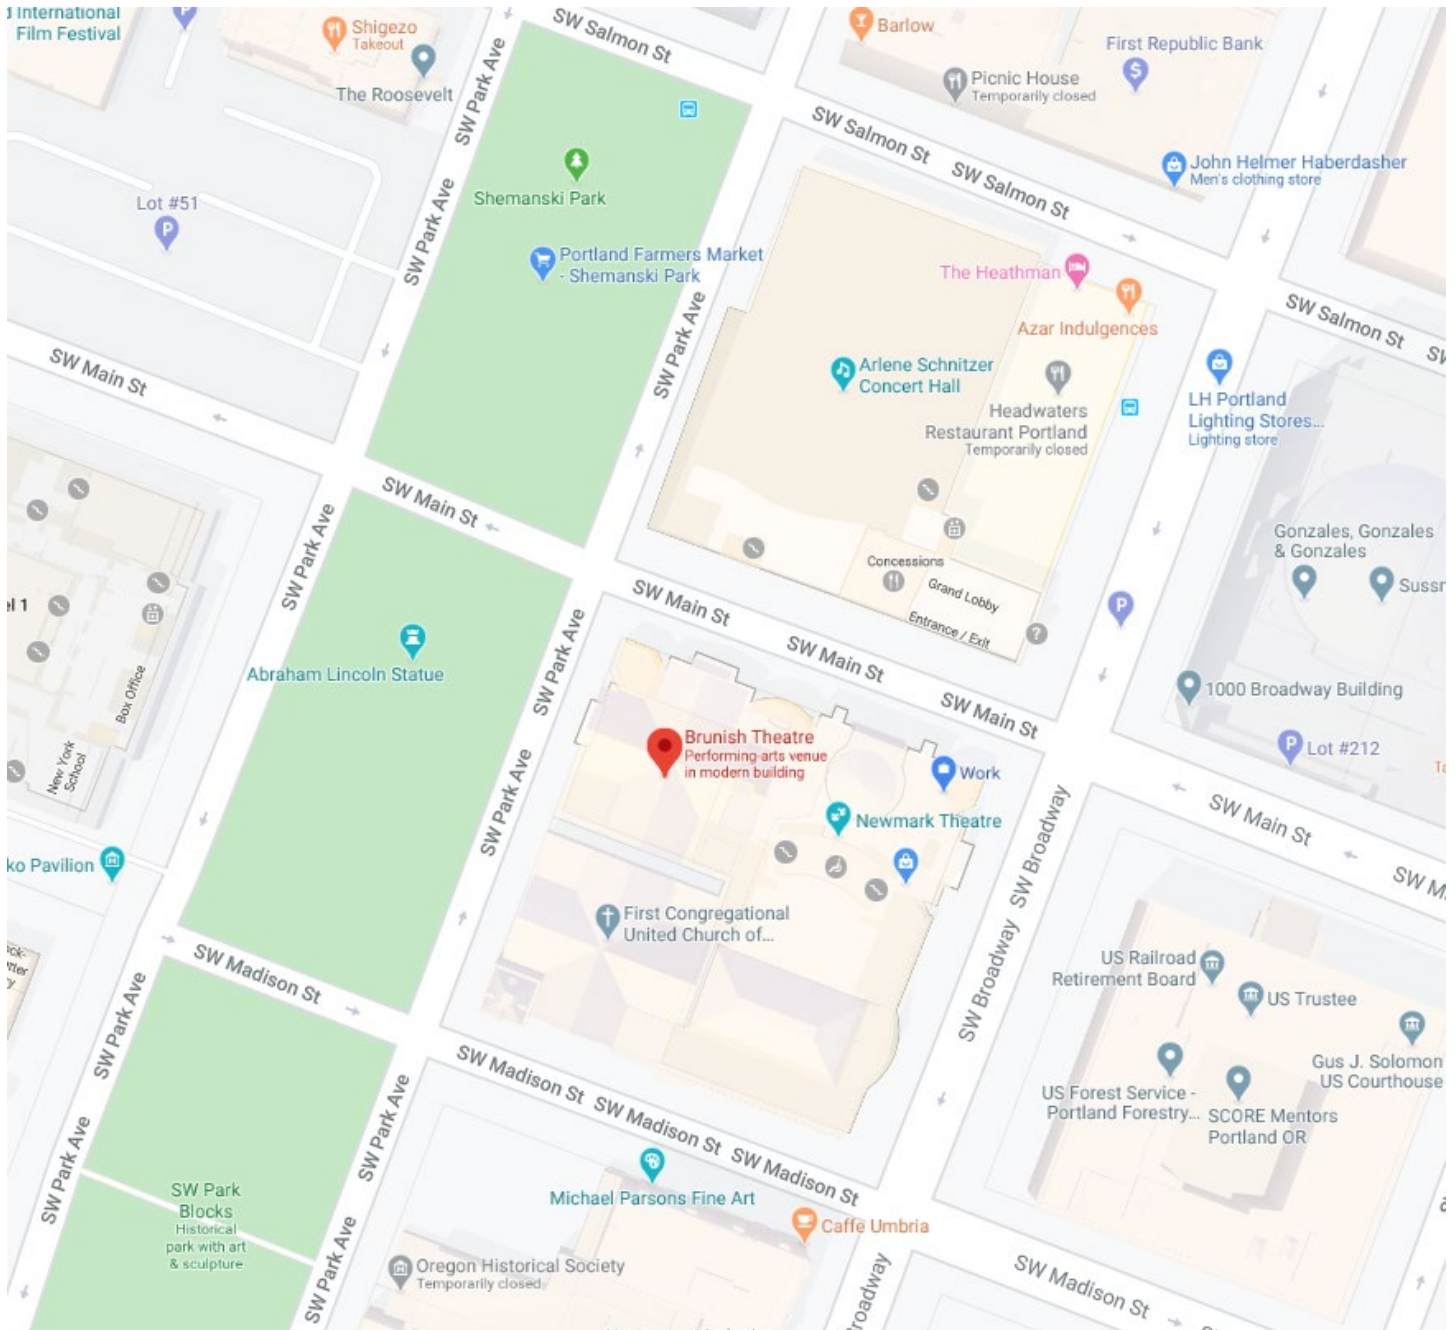 d International
Film Festival
P
Shigezo
Takeout
The Roosevelt
SW Park Ave
SW Salmon St
Barlow
First Republic Bank
$
Picnic House
Temporarily closed
SW Salmon St
SW Salmon St
John Helmer Haberdasher
Men's clothing store
Shemanski Park
Lot #51
P
SW Park Ave
Portland Farmers Market
- Shemanski Park
The Heathman
Azar Indulgences
SW Salmon St
SW Park Ave
SW Main St
Arlene Schnitzer
Concert Hall
Headwaters
Restaurant Portland
Temporarily closed
LH Portland
Lighting Stores...
Lighting store
SW Main St
SW Park Ave
Gonzales, Gonzales
& Gonzales
Concessions
Grand Lobby
Entrance / Exit
?
P
el 1
Box Office
New York
School
Abraham Lincoln Statue
SW Park Ave
SW Main St
SW Main St
SW Main St
1000 Broadway Building
P
Lot #212
Brunish Theatre
Performing-arts venue
in modern building
Work
Newmark Theatre
SW Park Ave
SW Broadway
SW Main St
ko Pavilion
First Congregational
United Church of...
SW Broadway
US Railroad
Retirement Board
US Trustee
SW Madison St
SW Park Ave
Gus J. Solomon
US Courthouse
US Forest Service -
Portland Forestry...
SCORE Mentors
Portland OR
SW Madison St
SW Madison St
SW Madison St
SW Park Ave
SW Park Ave
Michael Parsons Fine Art
Caffe Umbria
SW Park
Blocks
Historical
park with art
& sculpture
SW Park Ave
Oregon Historical Society
Temporarily closed
SW Madison St